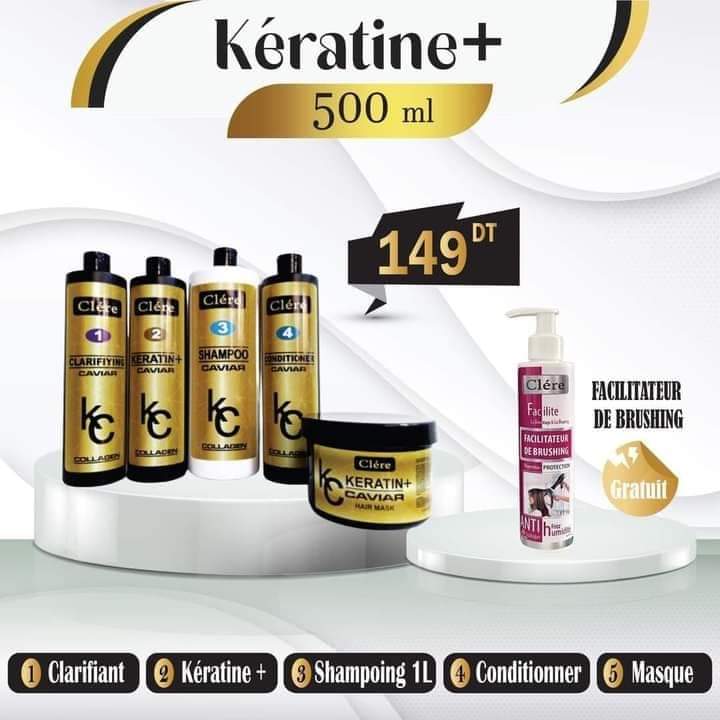 Kératine+
500 ml
149 DT
Clére
1
CLARIFIYING
CAVIAR
KC
COLLAGEN
Clére
2
KERATIN+
CAVIAR
KC
COLLAGEN
Clére
3
SHAMPOO
CAVIAR
KC
COLLAGEN
Clére
4
CONDITIONER
CAVIAR
KC
COLLAGEN
Clére
KC
KERATIN+
CAVIAR
HAIR MASK
Clére
Facilite
FACILITATEUR
DE BRUSHING
PROTECTION
ANTI
humidité
FACILITATEUR
DE BRUSHING
Gratuit
1 Clarifiant
2 Kératine +
3 Shampoing 1L
4 Conditionner
5 Masque